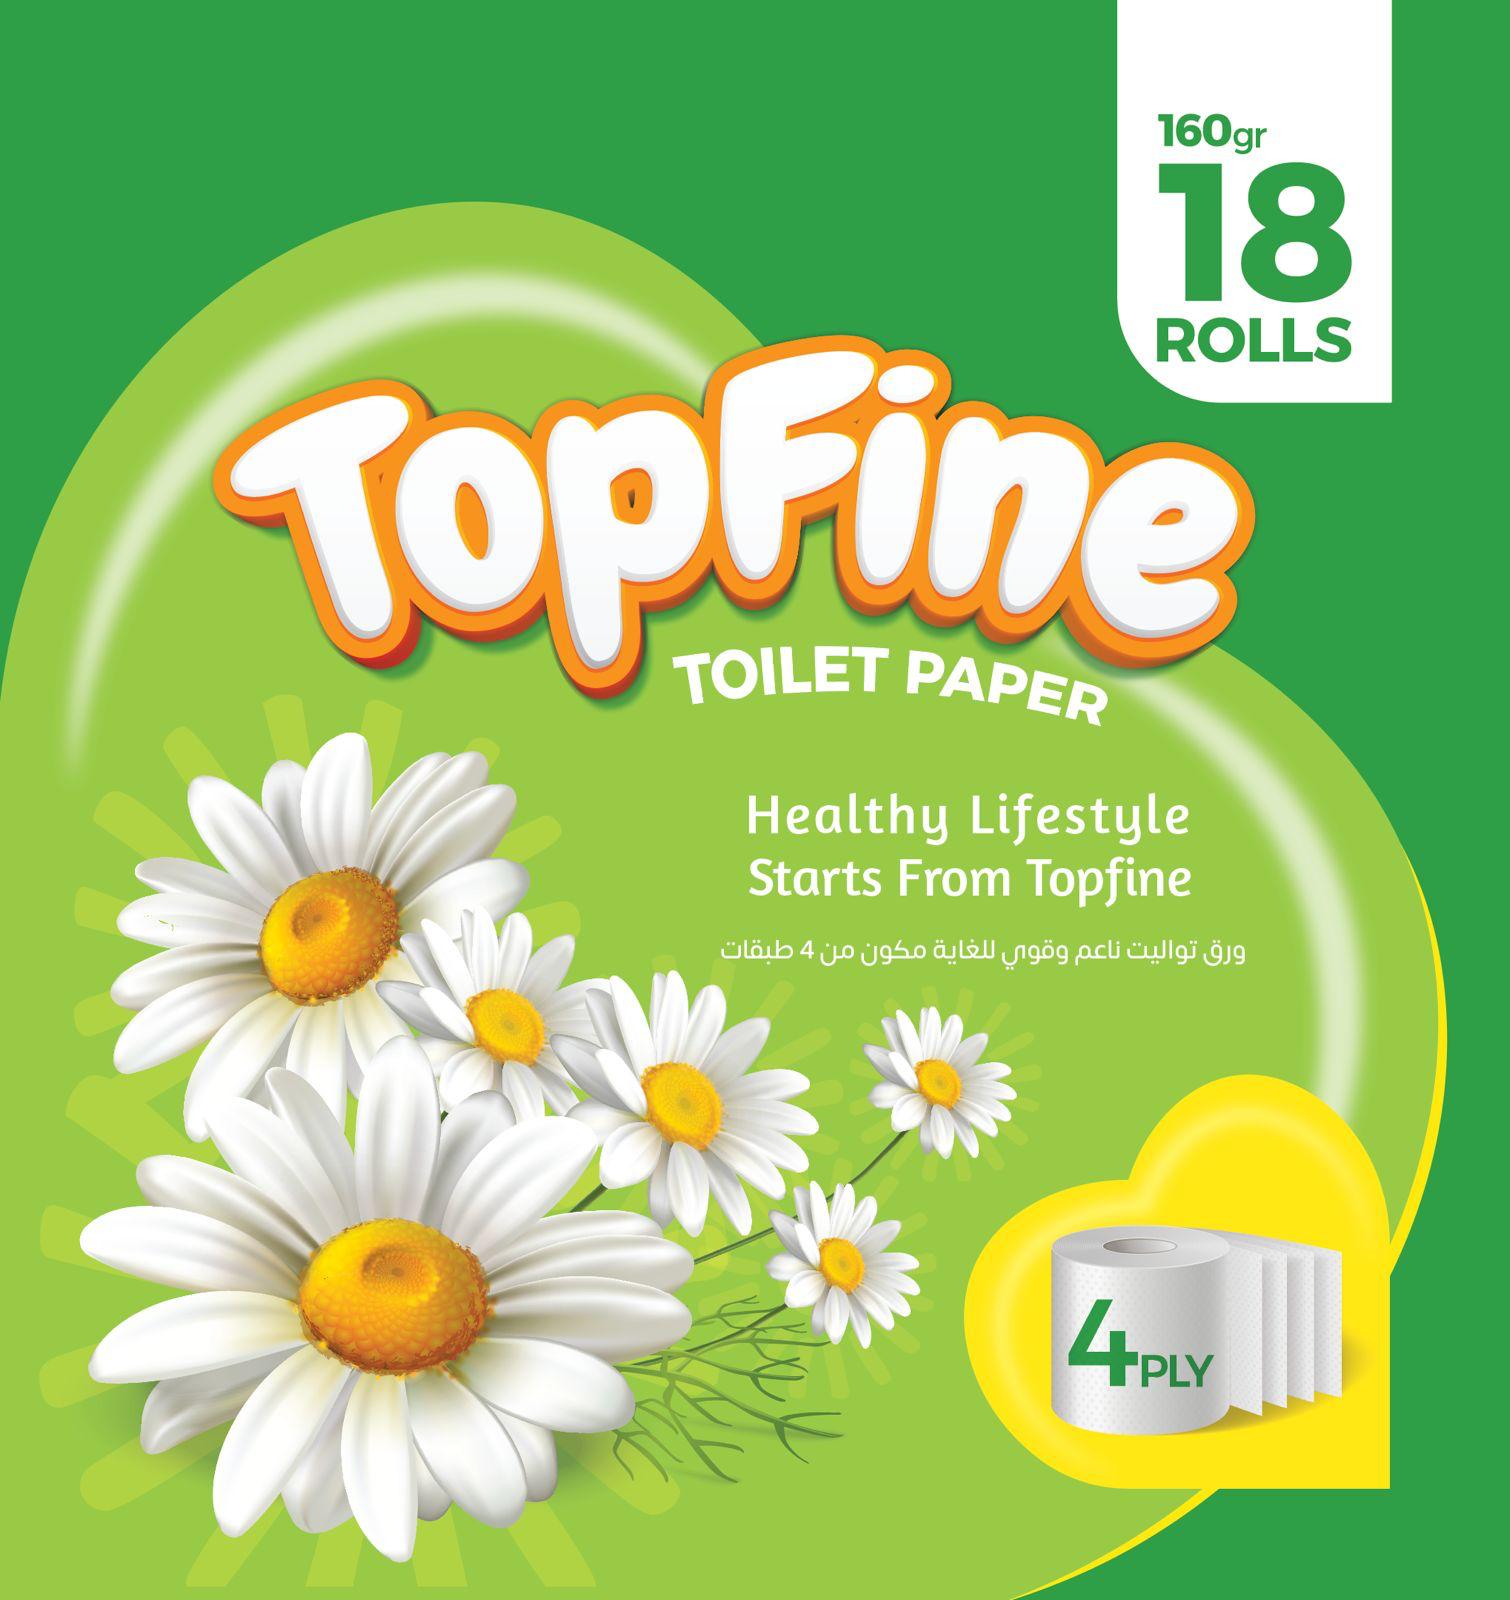 160gr
18
ROLLS
TopFine
TOILET PAPER
Healthy Lifestyle
Starts From Topfine
ورق تواليت ناعم وقوي للغاية مكون من 4 طبقات
4PLY